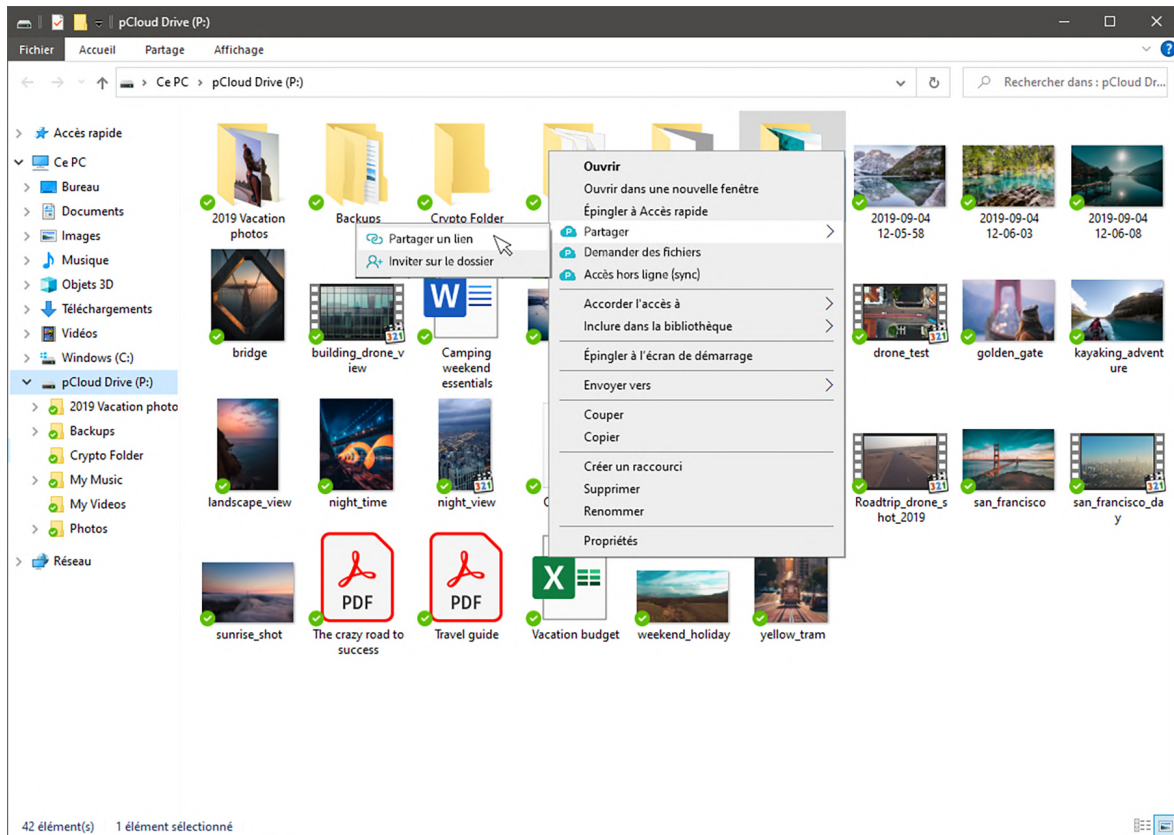 pCloud Drive (P:)
Fichier Accueil Partage Affichage
Ce PC > pCloud Drive (P:)
Rechercher dans : pCloud Dr...
Accès rapide
Ce PC
Bureau
Documents
Images
Musique
Objets 3D
Téléchargements
Vidéos
Windows (C:)
pCloud Drive (P:)
2019 Vacation photo
Backups
Crypto Folder
My Music
My Videos
Photos
Réseau
2019 Vacation
photos
Backups
Crypto Folder
Partager un lien
Inviter sur le dossier
Ouvrir
Ouvrir dans une nouvelle fenêtre
Épingler à Accès rapide
Partager
Demander des fichiers
Accès hors ligne (sync)
Accorder l'accès à
Inclure dans la bibliothèque
Épingler à l'écran de démarrage
Envoyer vers
Couper
Copier
Créer un raccourci
Supprimer
Renommer
Propriétés
2019-09-04
12-05-58
2019-09-04
12-06-03
2019-09-04
12-06-08
bridge
321
building_drone_v
iew
W
Camping
weekend
essentials
321
drone_test
golden_gate
kayaking_advent
ure
landscape_view
night_time
321
night_view
321
Roadtrip_drone_s
hot_2019
san_francisco
321
san_francisco_da
y
sunrise_shot
PDF
The crazy road to
success
PDF
Travel guide
X
Vacation budget
weekend_holiday
yellow_tram
42 élément(s) 1 élément sélectionné